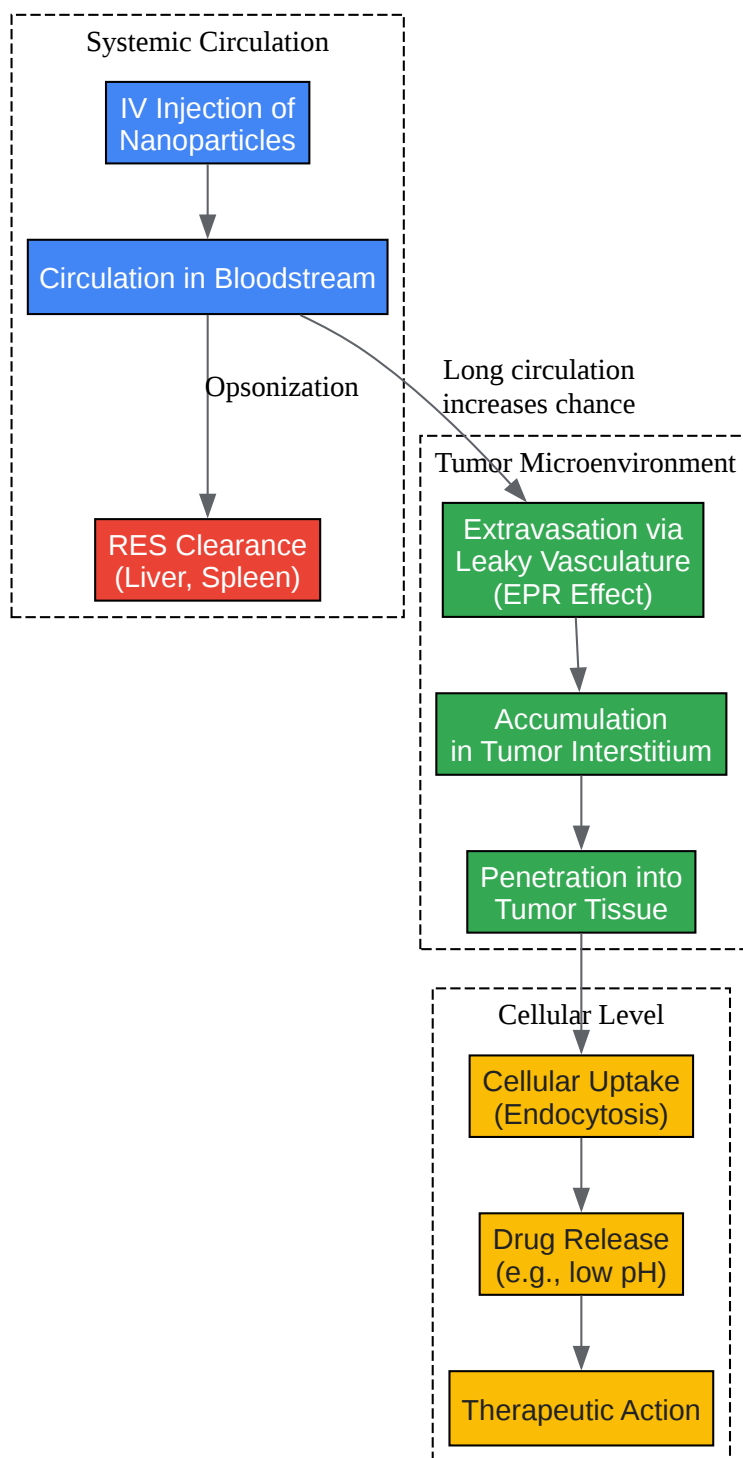 Systemic Circulation
IV Injection of
Nanoparticles
Circulation in Bloodstream
Opsonization
Long circulation
increases chance
RES Clearance
(Liver, Spleen)
Tumor Microenvironment
Extravasation via
Leaky Vasculature
(EPR Effect)
Accumulation
in Tumor Interstitium
Penetration into
Tumor Tissue
Cellular Level
Cellular Uptake
(Endocytosis)
Drug Release
(e.g., low pH)
Therapeutic Action